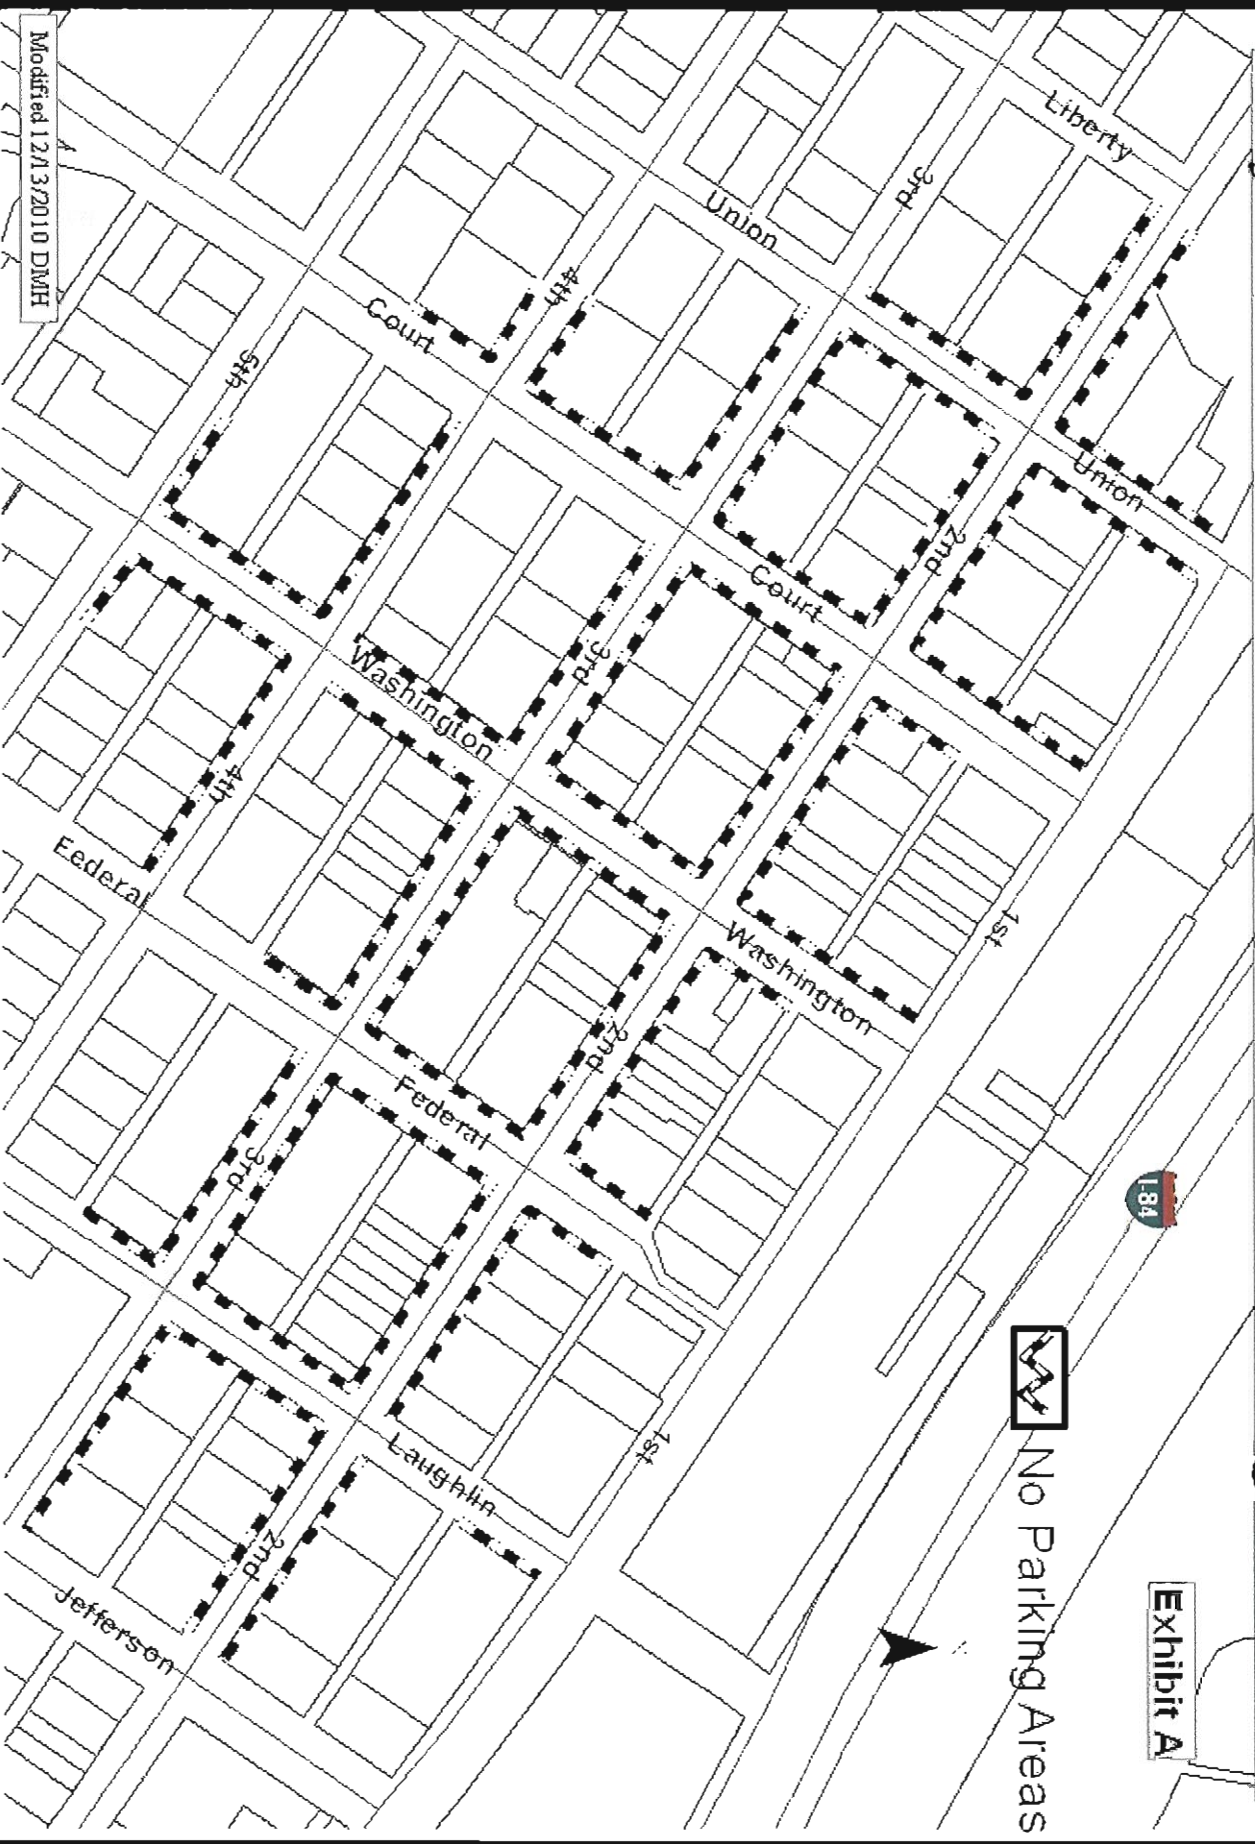 Exhibit A
No Parking Areas
I-84
Liberty
Union
3rd
Union
4th
Court
5th
2nd
Court
3rd
Washington
4th
1st
Washington
2nd
Federal
Federal
3rd
1st
Laughlin
2nd
Jefferson
Modified 12/13/2010 DMH